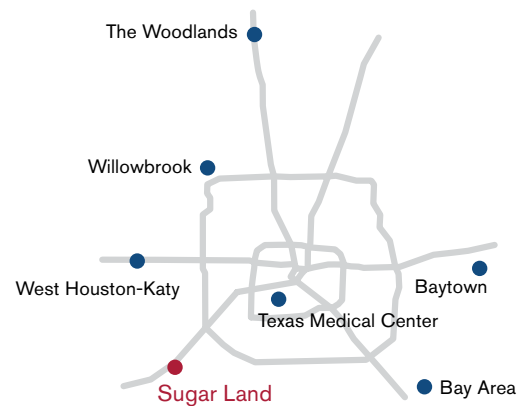 The Woodlands
Willowbrook
West Houston-Katy
Baytown
Texas Medical Center
Sugar Land
Bay Area